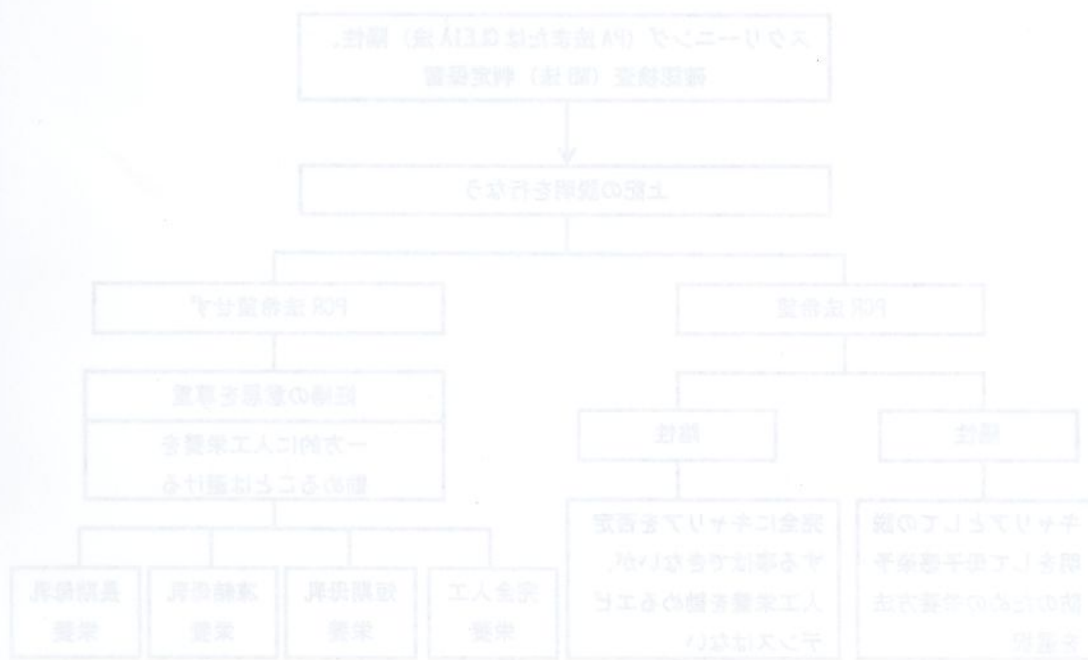 スクリーニング (PA法またはCLEIA法) 陽性、
確認検査 (WB法) 判定保留
上記の説明を行なう
PCR法希望
PCR法希望せず
陽性
陰性
妊婦の意思を尊重
一方的に人工栄養を
勧めることは避ける
キャリアとしての説
明をして母子感染予
防のための栄養方法
を選択
完全にキャリアを否定
する事はできないが、
人工栄養を勧めるエビ
デンスはない
完全人工
栄養
短期母乳
栄養
凍結母乳
栄養
長期母乳
栄養